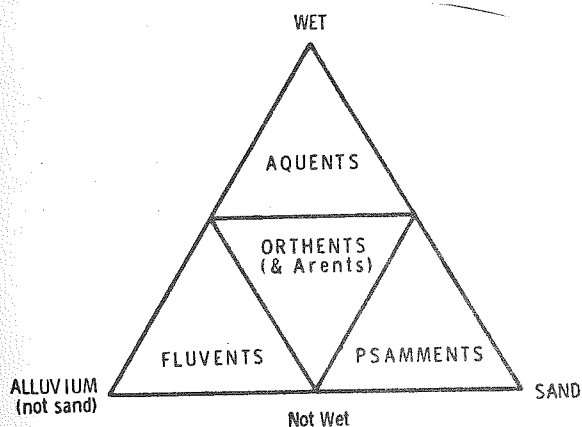 WET
AQUENTS
ORTHENTS
(& Arents)
FLUVENTS
PSAMMENTS
ALLUVIUM
(not sand)
SAND
Not Wet